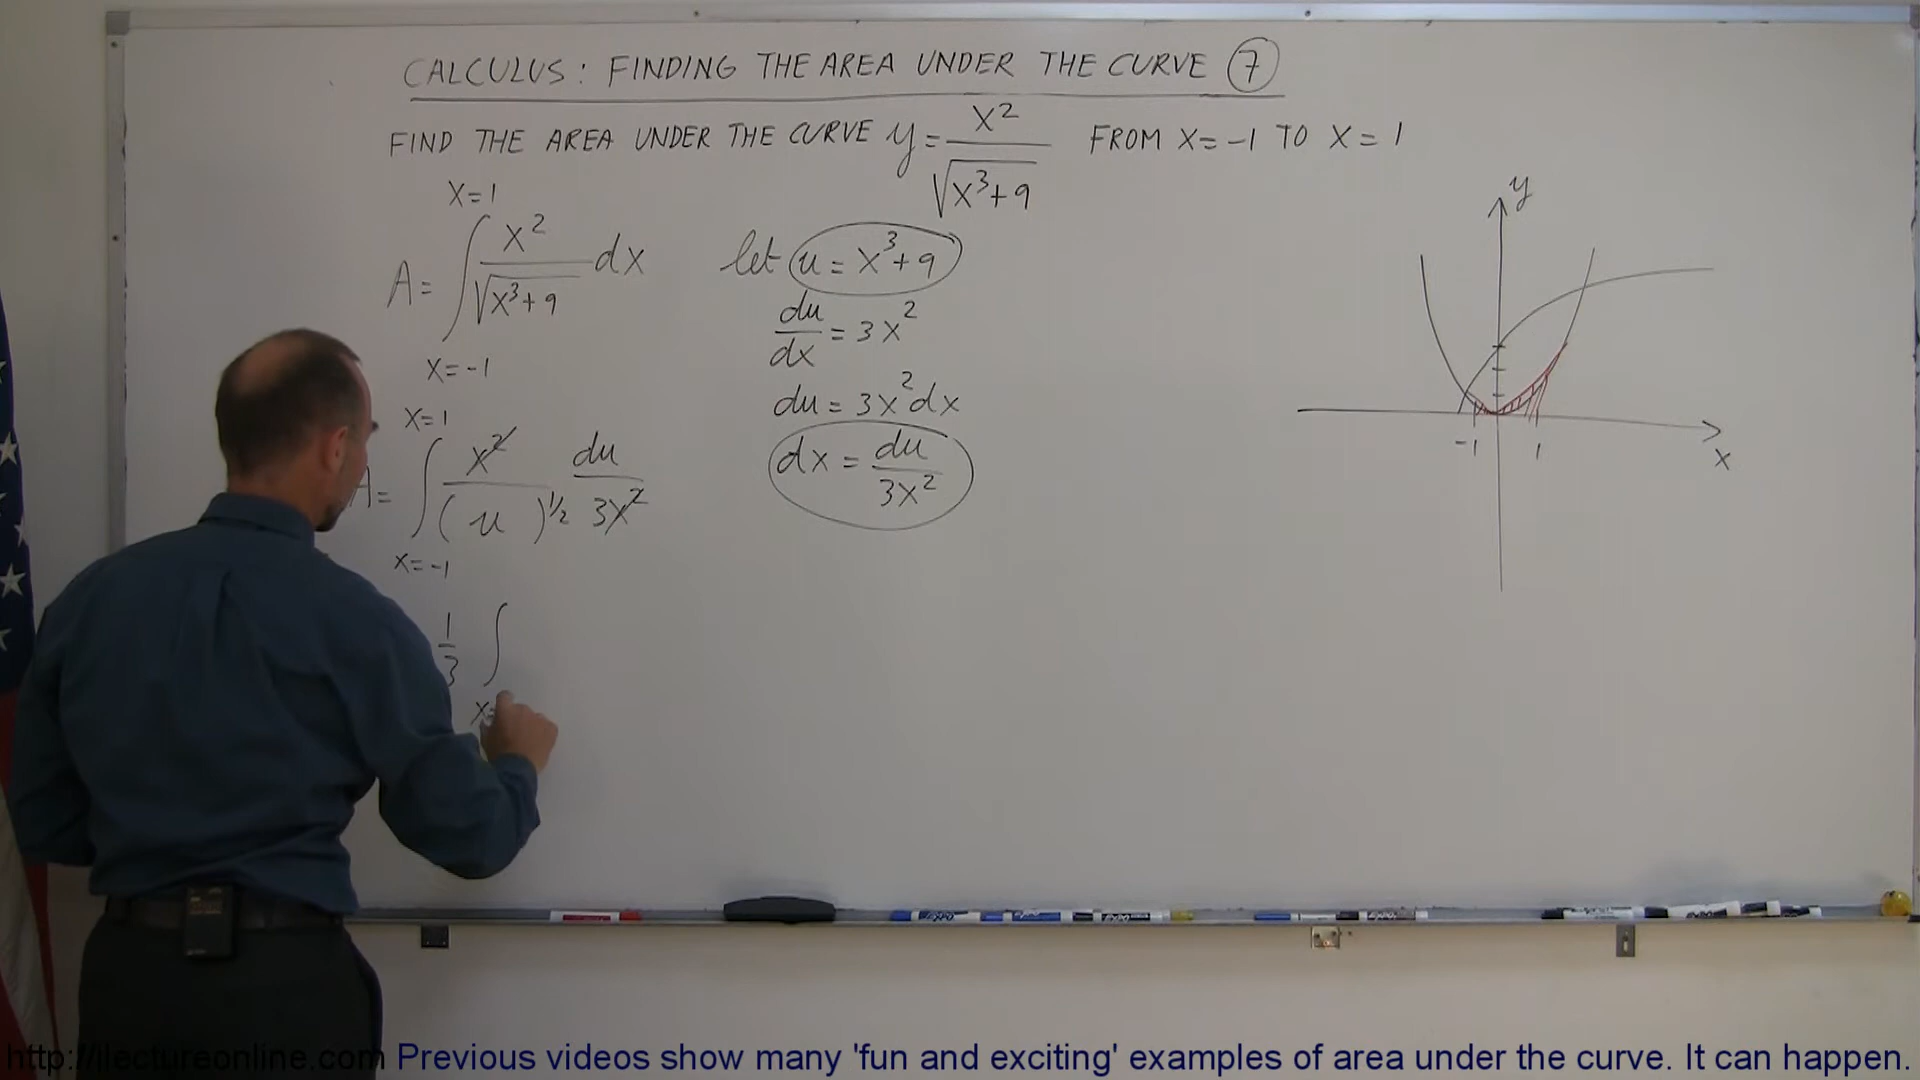 CALCULUS: FINDING THE AREA UNDER THE CURVE ⑦
FIND THE AREA UNDER THE CURVE y = x²/√(x³+9) FROM X = -1 TO X = 1
X=1
A = ∫ x²/√(x³+9) dx
X=-1
let u = x³+9
du/dx = 3x²
du = 3x²dx
dx = du/3x²
X=1
A = ∫ x²/(u)^1/2 du/3x²
X=-1
1/3 ∫
X=
y
-1 1
X
http://ilectureonline.com Previous videos show many 'fun and exciting' examples of area under the curve. It can happen.